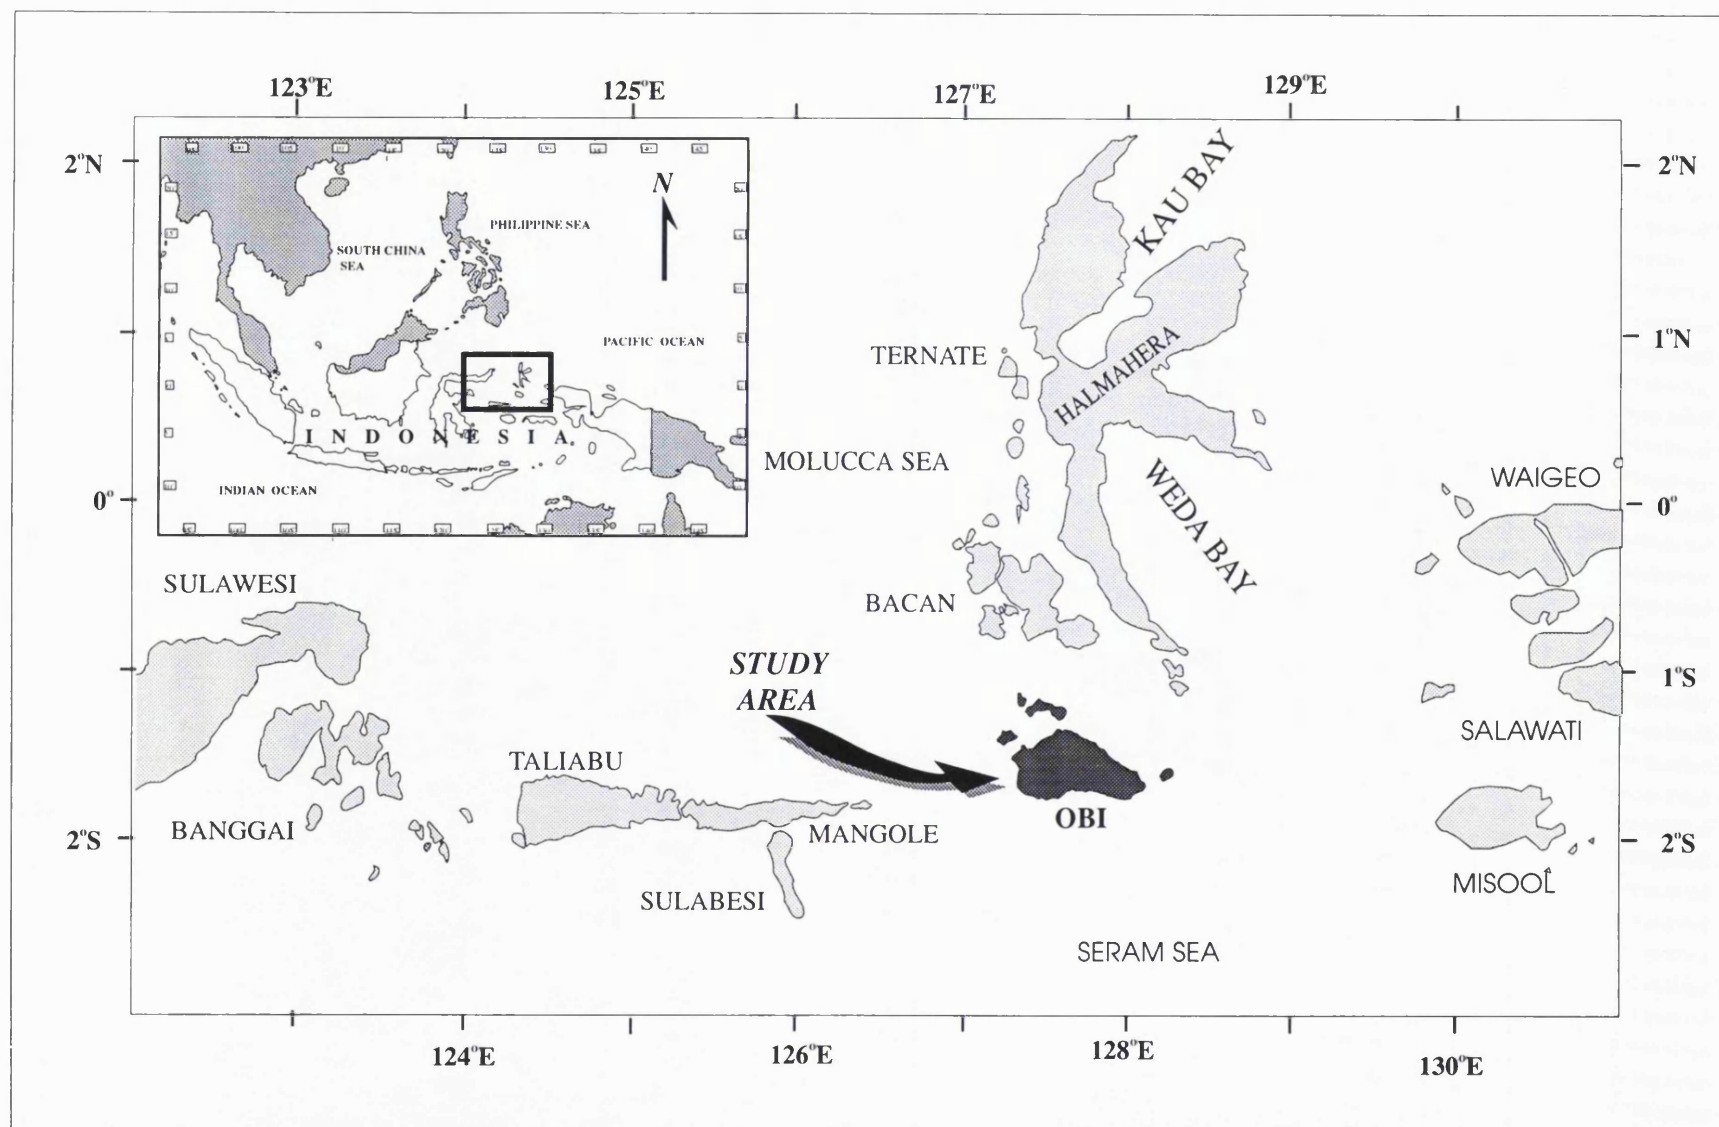 123°E
125°E
127°E
129°E
2°N
2°N
N
PHILIPPINE SEA
SOUTH CHINA
SEA
PACIFIC OCEAN
INDONESIA
INDIAN OCEAN
KAU BAY
1°N
TERNATE
HALMAHERA
MOLUCCA SEA
WEDA BAY
WAIGEO
0°
0°
SULAWESI
BACAN
STUDY
AREA
1°S
SALAWATI
TALIABU
OBI
BANGGAI
MANGOLE
2°S
2°S
MISOOL
SULABESI
SERAM SEA
124°E
126°E
128°E
130°E